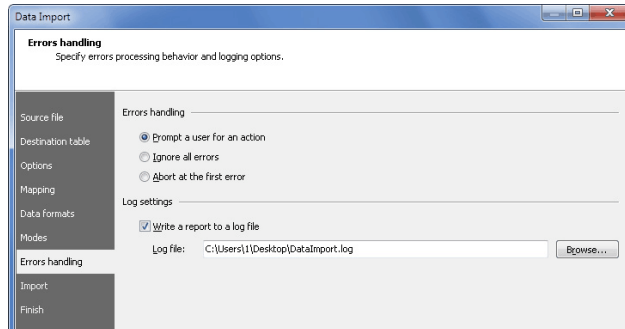 Data Import
Errors handling
Specify errors processing behavior and logging options.
Source file
Destination table
Options
Mapping
Data formats
Modes
Errors handling
Import
Finish
Errors handling
Prompt a user for an action
Ignore all errors
Abort at the first error
Log settings
Write a report to a log file
Log file: C:\Users\1\Desktop\DataImport.log Browse...